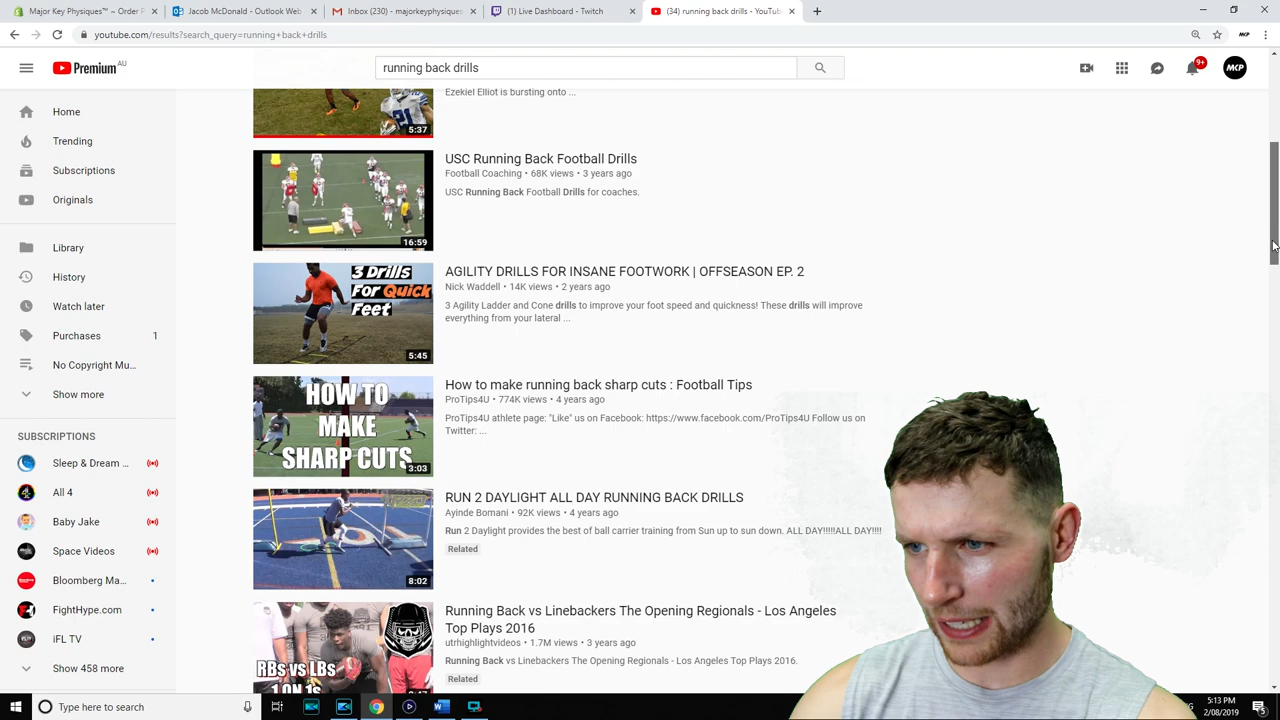 Major Key Physiques™ ~ Order F
Jacob McDonald - Outstanding
Inbox (230) - majorkeyphysiques
Live Dashboard - Twitch
(34) running back drills - YouTube
youtube.com/results?search_query=running+back+drills
MKP
Premium AU
running back drills
9+
MKP
Home
Trending
Subscriptions
Originals
Library
History
Watch later
Purchases 1
No Copyright Mu...
Show more
SUBSCRIPTIONS
Sleep & Dream ...
All 4
Baby Jake
Space Videos
Bloomberg Ma...
FightHype.com
iFL TV
Show 458 more
Ezekiel Elliot is bursting onto ...
21
5:37
USC Running Back Football Drills
Football Coaching • 68K views • 3 years ago
USC Running Back Football Drills for coaches.
16:59
AGILITY DRILLS FOR INSANE FOOTWORK | OFFSEASON EP. 2
Nick Waddell • 14K views • 2 years ago
3 Agility Ladder and Cone drills to improve your foot speed and quickness! These drills will improve
everything from your lateral ...
3 Drills
For Quick
Feet
5:45
How to make running back sharp cuts : Football Tips
ProTips4U • 774K views • 4 years ago
ProTips4U athlete page: "Like" us on Facebook: https://www.facebook.com/ProTips4U Follow us on
Twitter: ...
HOW TO
MAKE
SHARP CUTS
3:03
RUN 2 DAYLIGHT ALL DAY RUNNING BACK DRILLS
Ayinde Bomani • 92K views • 4 years ago
Run 2 Daylight provides the best of ball carrier training from Sun up to sun down. ALL DAY!!!!!ALL DAY!!!!
Related
8:02
Running Back vs Linebackers The Opening Regionals - Los Angeles
Top Plays 2016
utrhighlightvideos • 1.7M views • 3 years ago
Running Back vs Linebackers The Opening Regionals - Los Angeles Top Plays 2016.
Related
RBs vs LBs
1 ON 1s
Type here to search
5:13 PM
2/08/2019
5